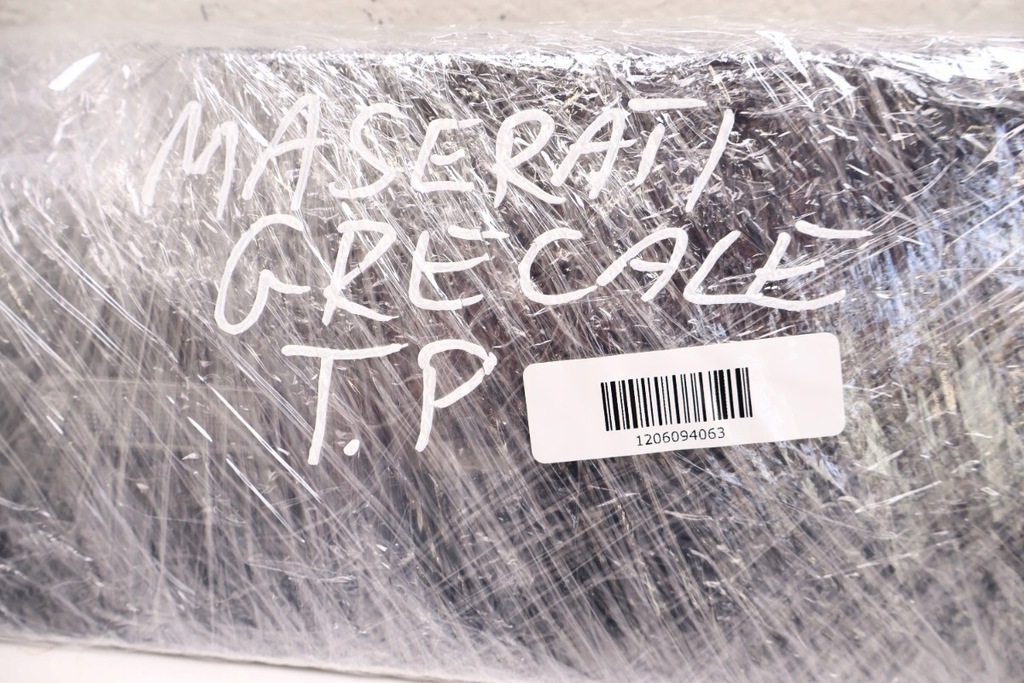 MASERATI
GRECALE
T.P
1206094063